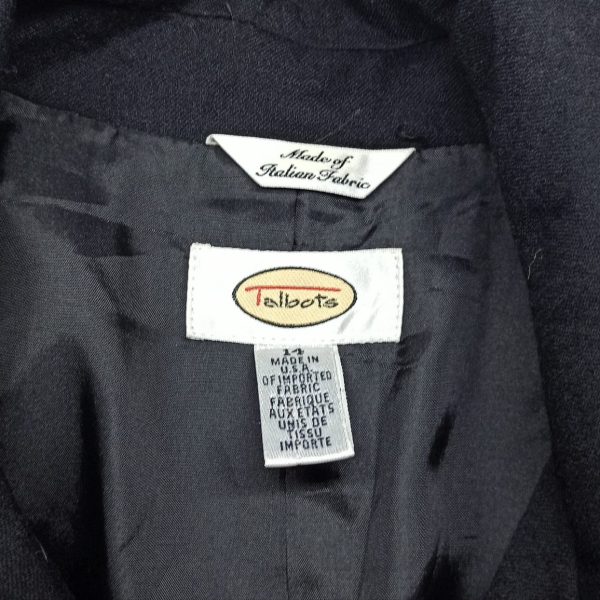 Made of
Italian Fabric
Talbots
14
MADE IN
U.S.A.
OF IMPORTED
FABRIC
FABRIQUE
AUX ETATS
UNIS DE
TISSU
IMPORTE